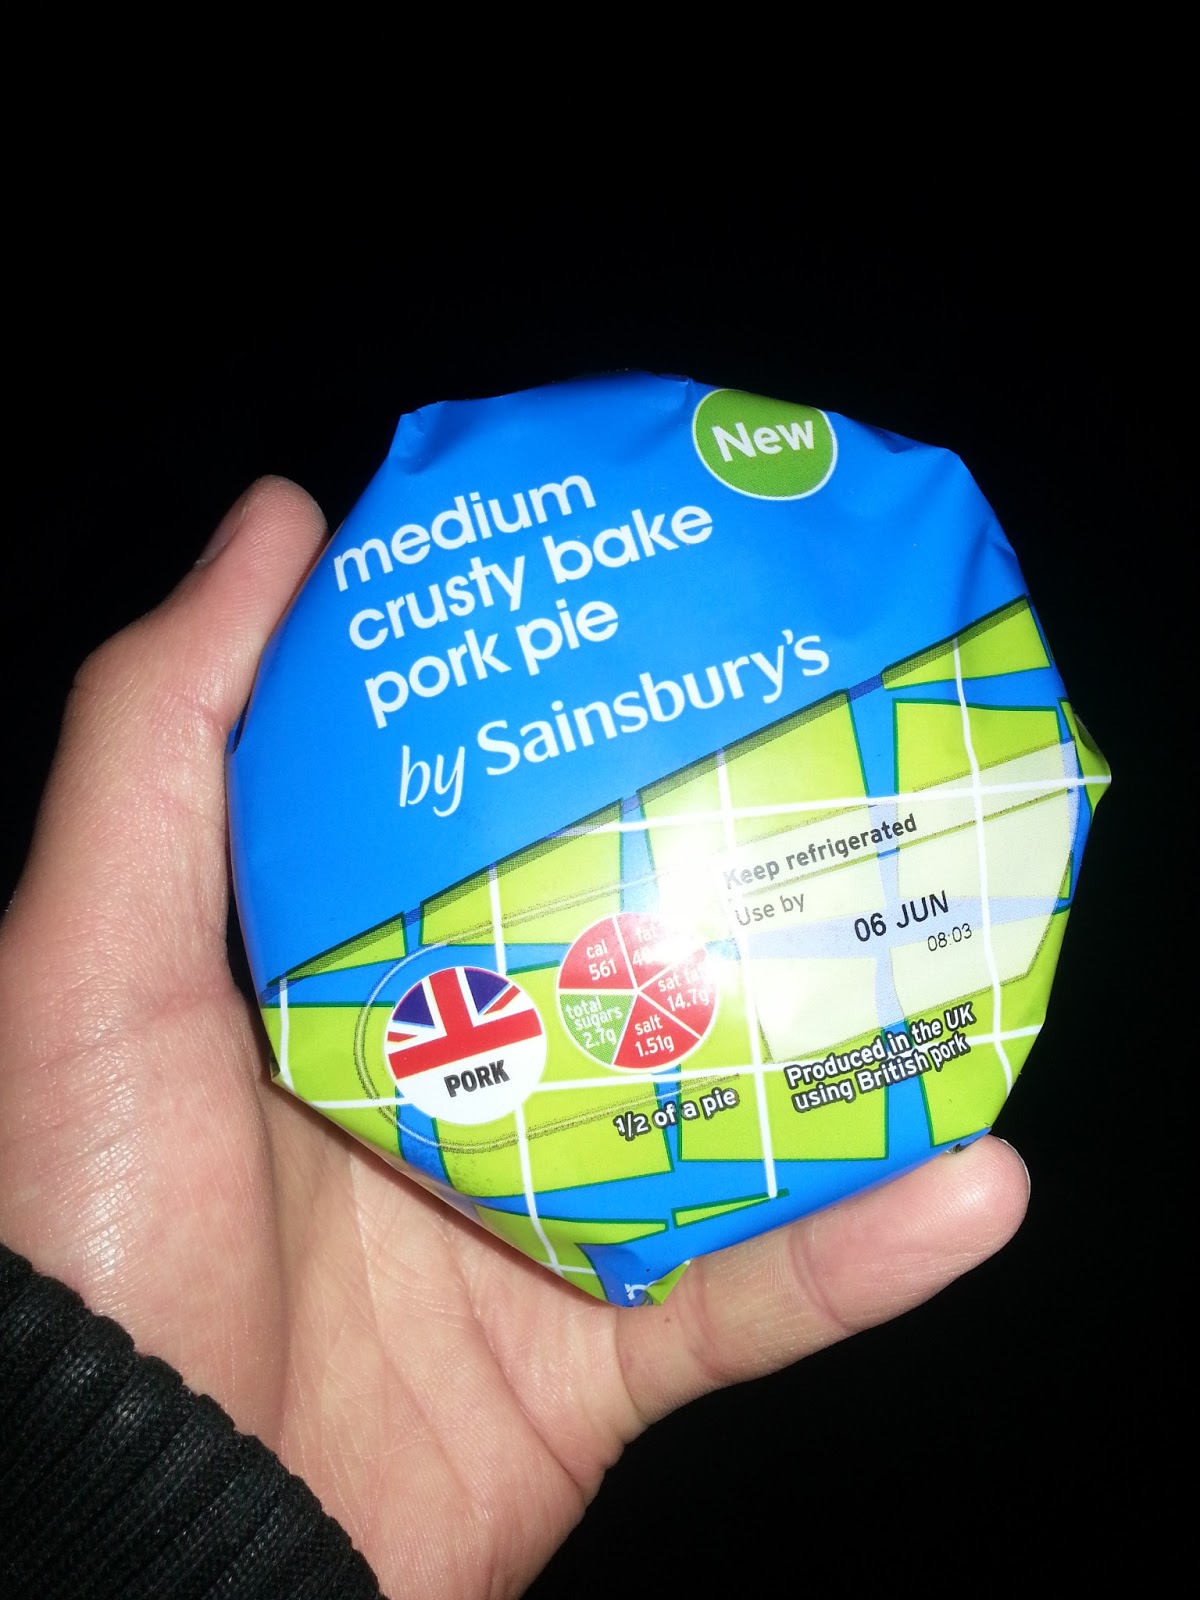 New
medium
crusty bake
pork pie
by Sainsbury's
Keep refrigerated
Use by
06 JUN
08:03
PORK
cal
561
fat
sat fat
14.7g
salt
1.51g
total
sugars
2.7g
1/2 of a pie
Produced in the UK
using British pork